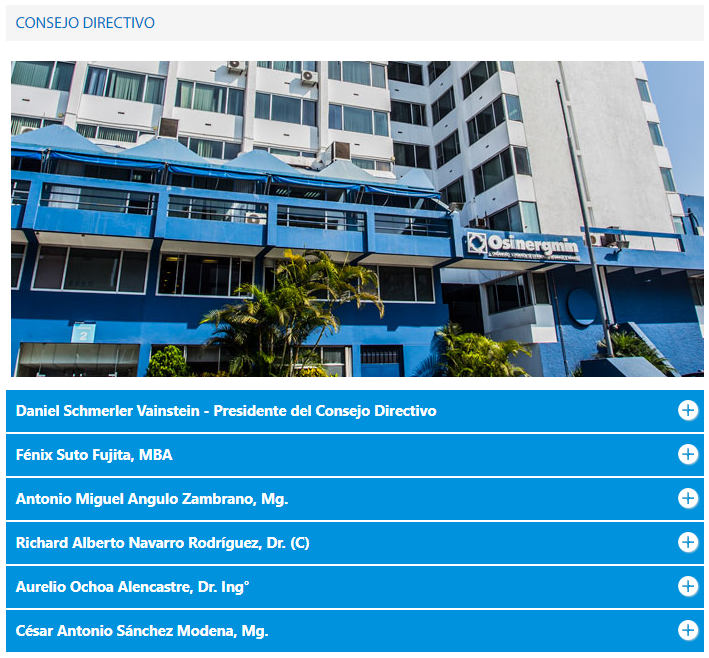 CONSEJO DIRECTIVO
Osinergmin
2
Daniel Schmerler Vainstein - Presidente del Consejo Directivo
Fénix Suto Fujita, MBA
Antonio Miguel Angulo Zambrano, Mg.
Richard Alberto Navarro Rodríguez, Dr. (C)
Aurelio Ochoa Alencastre, Dr. Ing°
César Antonio Sánchez Modena, Mg.